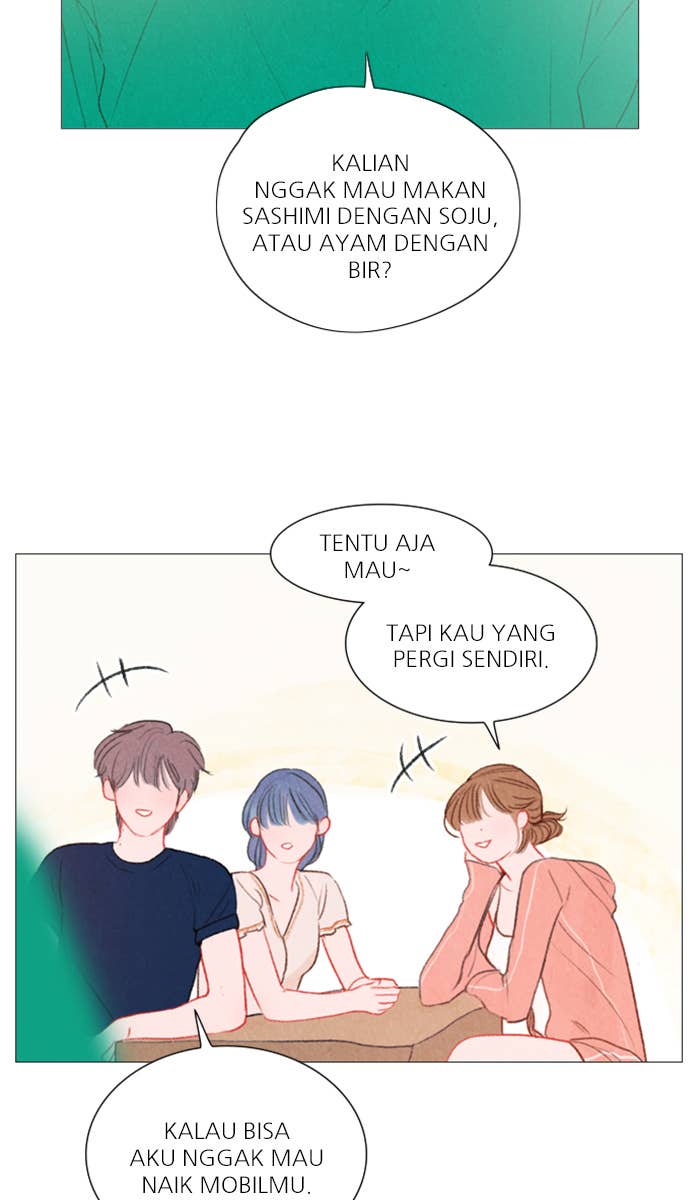 KALIAN
NGGAK MAU MAKAN
SASHIMI DENGAN SOJU,
ATAU AYAM DENGAN
BIR?
TENTU AJA
MAU~
TAPI KAU YANG
PERGI SENDIRI.
KALAU BISA
AKU NGGAK MAU
NAIK MOBILMU.